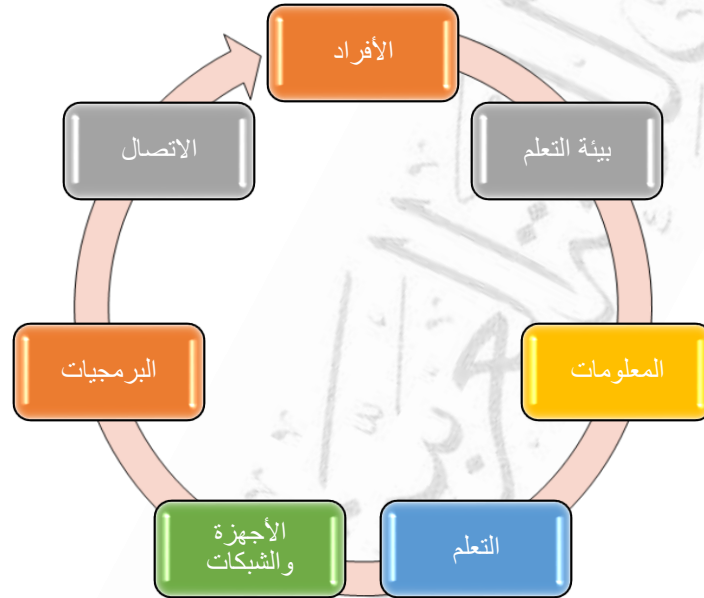 الأفراد
بيئة التعلم
المعلومات
التعلم
الأجهزة
والشبكات
البرمجيات
الاتصال